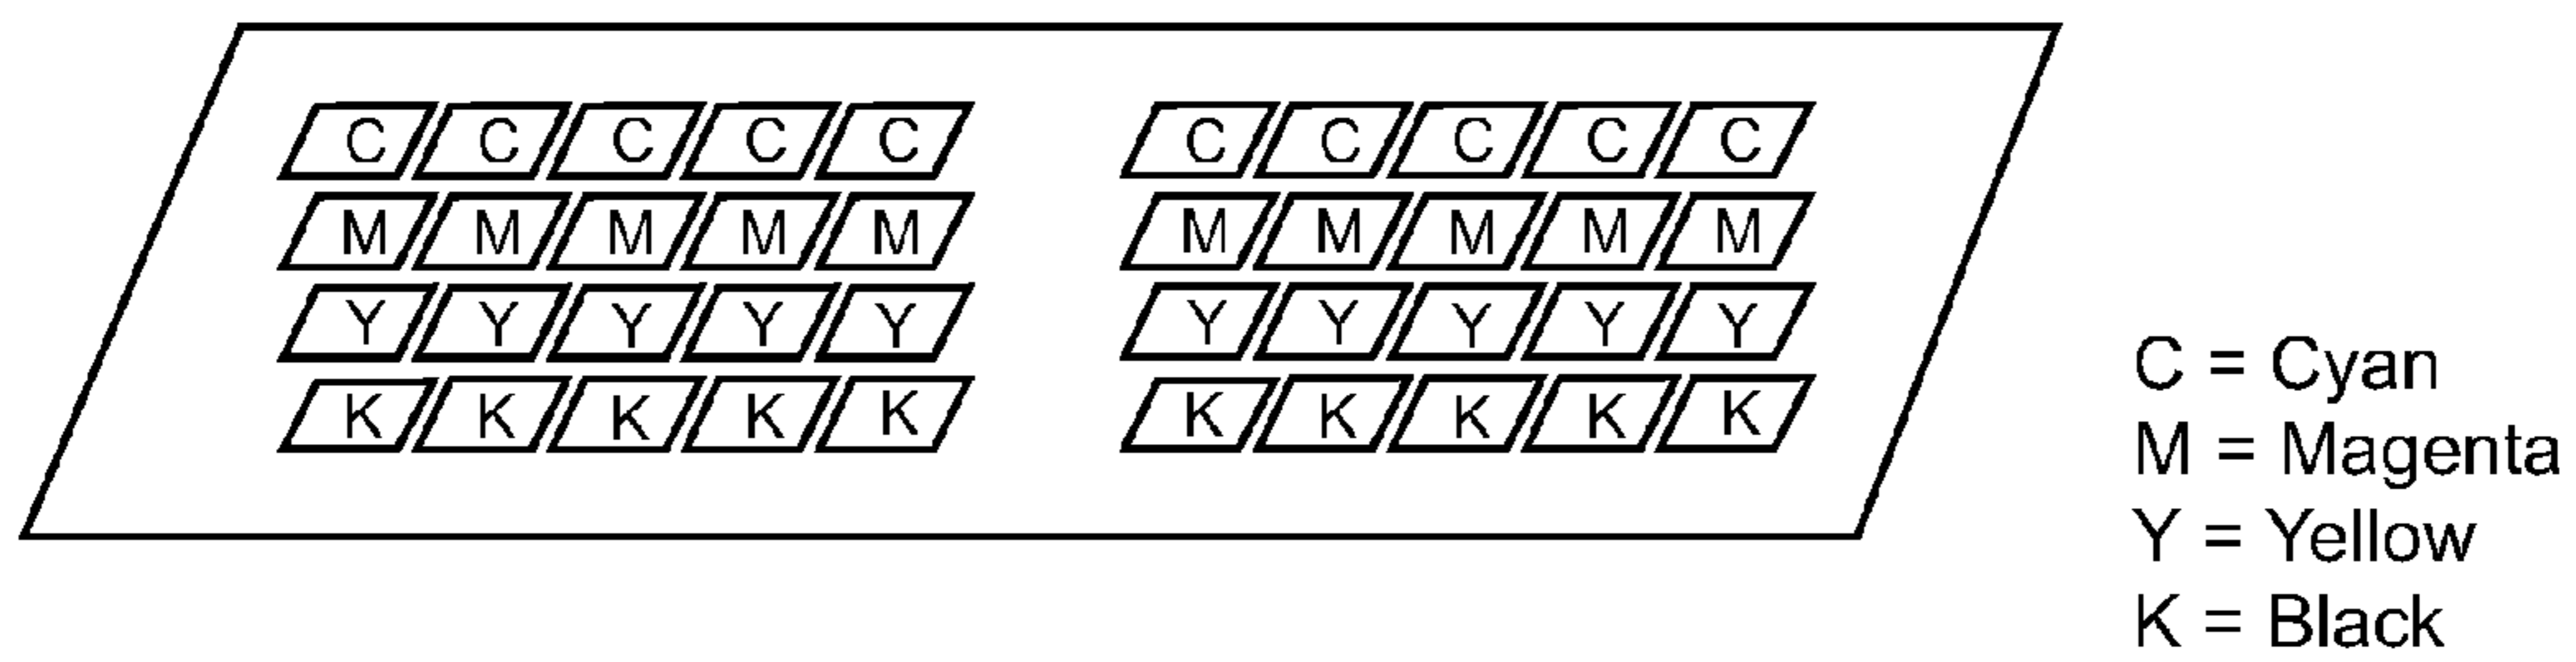 C C C C C C C C C C
M M M M M M M M M M
Y Y Y Y Y Y Y Y Y Y
K K K K K K K K K K
C = Cyan
M = Magenta
Y = Yellow
K = Black